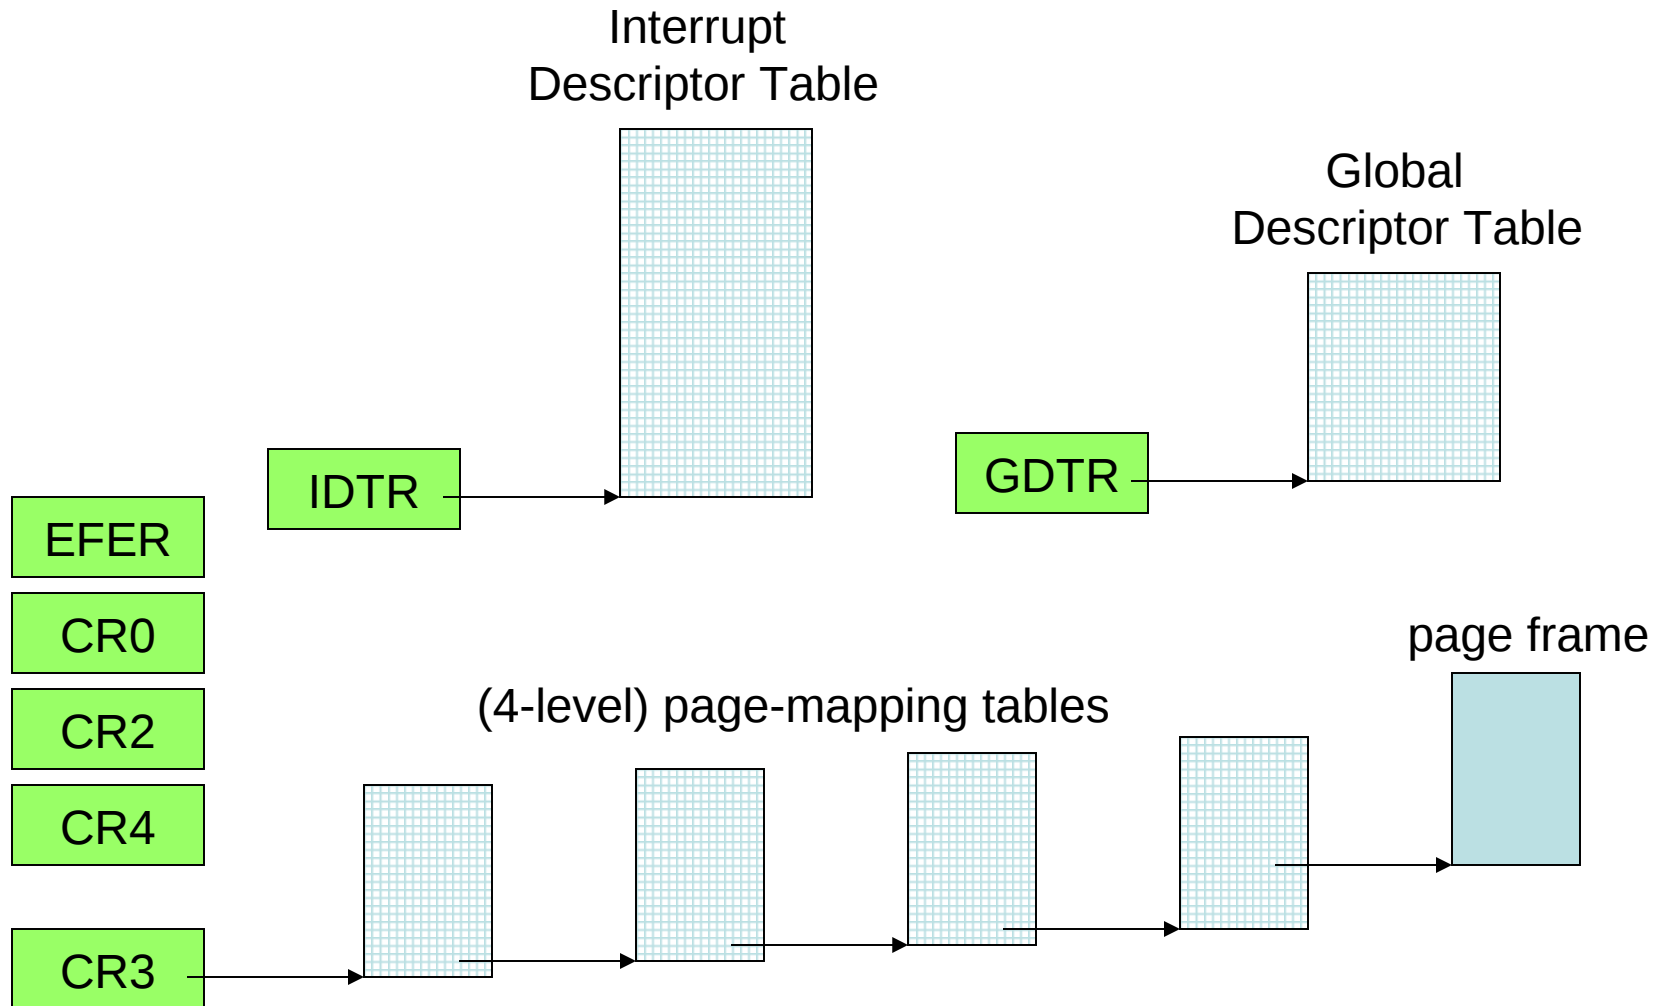 Interrupt
Descriptor Table
Global
Descriptor Table
IDTR
GDTR
EFER
CR0
CR2
CR4
CR3
(4-level) page-mapping tables
page frame